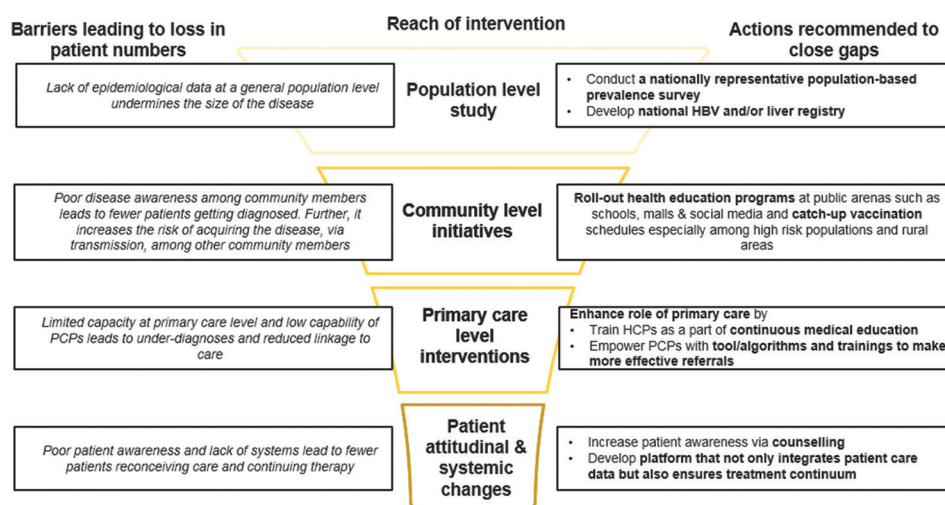 Barriers leading to loss in
patient numbers
Reach of intervention
Actions recommended to
close gaps
Lack of epidemiological data at a general population level
undermines the size of the disease
Population level
study
• Conduct a nationally representative population-based
prevalence survey
• Develop national HBV and/or liver registry
Poor disease awareness among community members
leads to fewer patients getting diagnosed. Further, it
increases the risk of acquiring the disease, via
transmission, among other community members
Community level
initiatives
Roll-out health education programs at public arenas such as
schools, malls & social media and catch-up vaccination
schedules especially among high risk populations and rural
areas
Limited capacity at primary care level and low capability of
PCPs leads to under-diagnoses and reduced linkage to
care
Primary care
level
interventions
Enhance role of primary care by
• Train HCPs as a part of continuous medical education
• Empower PCPs with tool/algorithms and trainings to make
more effective referrals
Poor patient awareness and lack of systems lead to fewer
patients reconceiving care and continuing therapy
Patient
attitudinal &
systemic
changes
• Increase patient awareness via counselling
• Develop platform that not only integrates patient care
data but also ensures treatment continuum